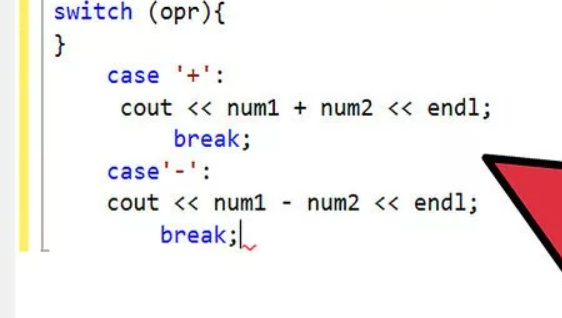 switch (opr){
}
case '+':
cout << num1 + num2 << endl;
break;
case'-':
cout << num1 - num2 << endl;
break;